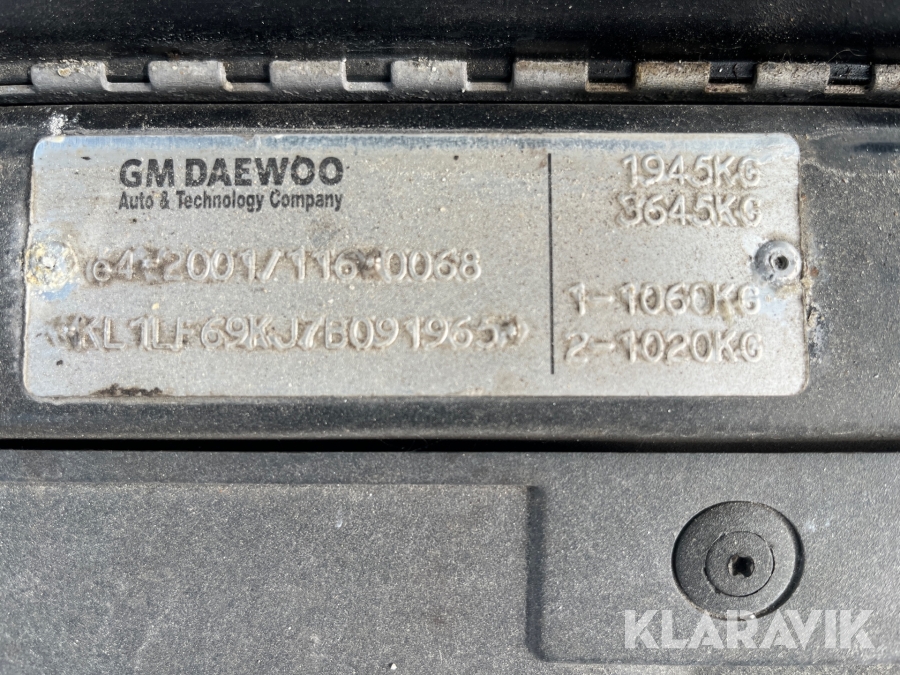 GM DAEWOO
Auto & Technology Company
e4*2001/116*0068
*KL1LF69KJ7B091965*
1945KG
3645KG
1-1060KG
2-1020KG
KLARAVIK